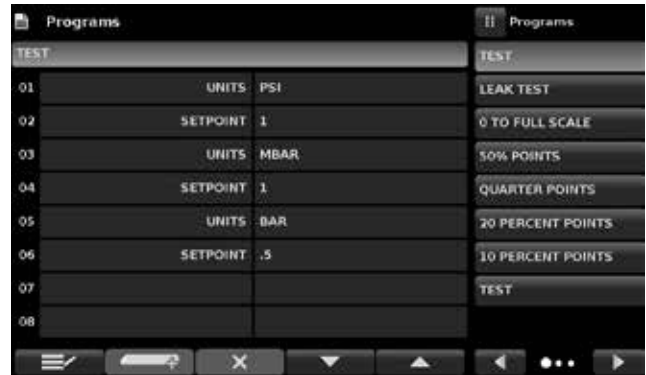 Programs
TEST
01 UNITS PSI
02 SETPOINT 1
03 UNITS MBAR
04 SETPOINT 1
05 UNITS BAR
06 SETPOINT .5
07
08
Programs
TEST
LEAK TEST
0 TO FULL SCALE
50% POINTS
QUARTER POINTS
20 PERCENT POINTS
10 PERCENT POINTS
TEST